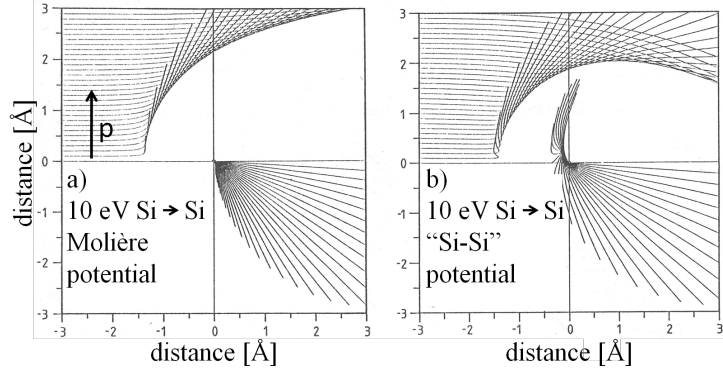 3
2
1
0
-1
-2
-3
-3
-2
-1
0
1
2
3
distance [Å]
distance [Å]
p
a)
10 eV Si → Si
Molière
potential
3
2
1
0
-1
-2
-3
-3
-2
-1
0
1
2
3
distance [Å]
b)
10 eV Si → Si
“Si-Si”
potential